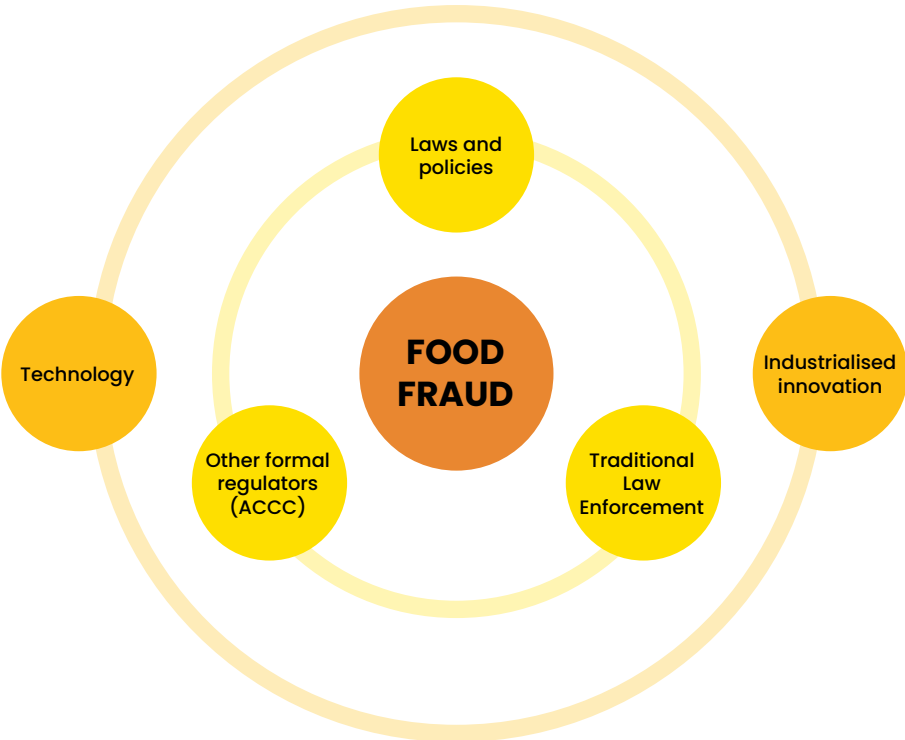 Laws and
policies
FOOD
FRAUD
Technology
Industrialised
innovation
Other formal
regulators
(ACCC)
Traditional
Law
Enforcement